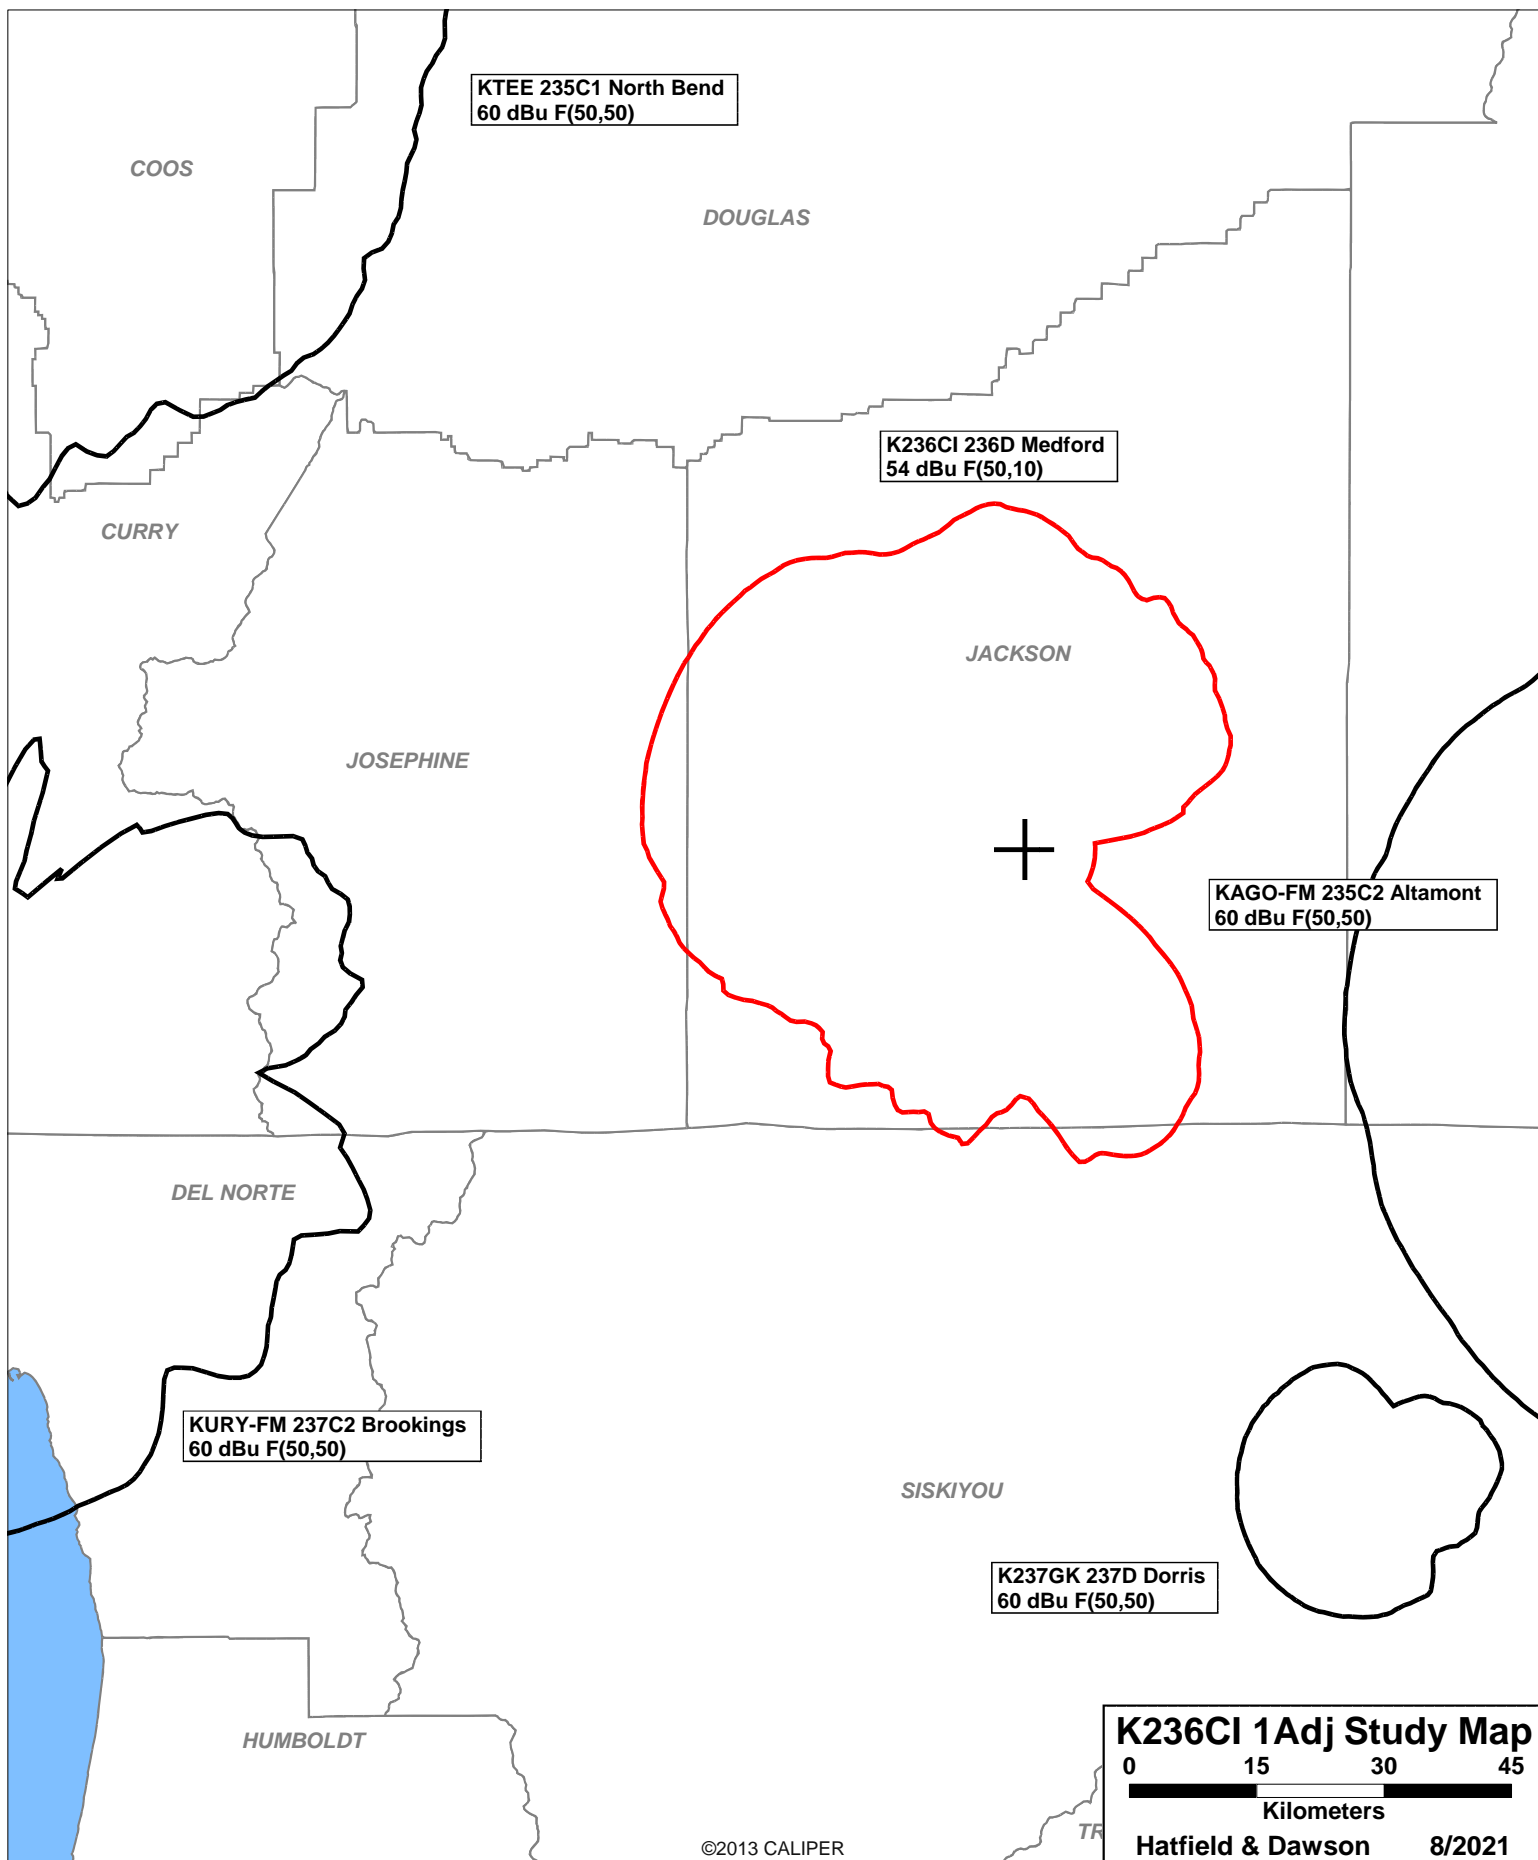 KTEE 235C1 North Bend
60 dBu F(50,50)
COOS
DOUGLAS
K236CI 236D Medford
54 dBu F(50,10)
CURRY
JACKSON
JOSEPHINE
KAGO-FM 235C2 Altamont
60 dBu F(50,50)
DEL NORTE
KURY-FM 237C2 Brookings
60 dBu F(50,50)
SISKIYOU
K237GK 237D Dorris
60 dBu F(50,50)
HUMBOLDT
K236CI 1Adj Study Map
0 15 30 45
Kilometers
TR
Hatfield & Dawson 8/2021
©2013 CALIPER